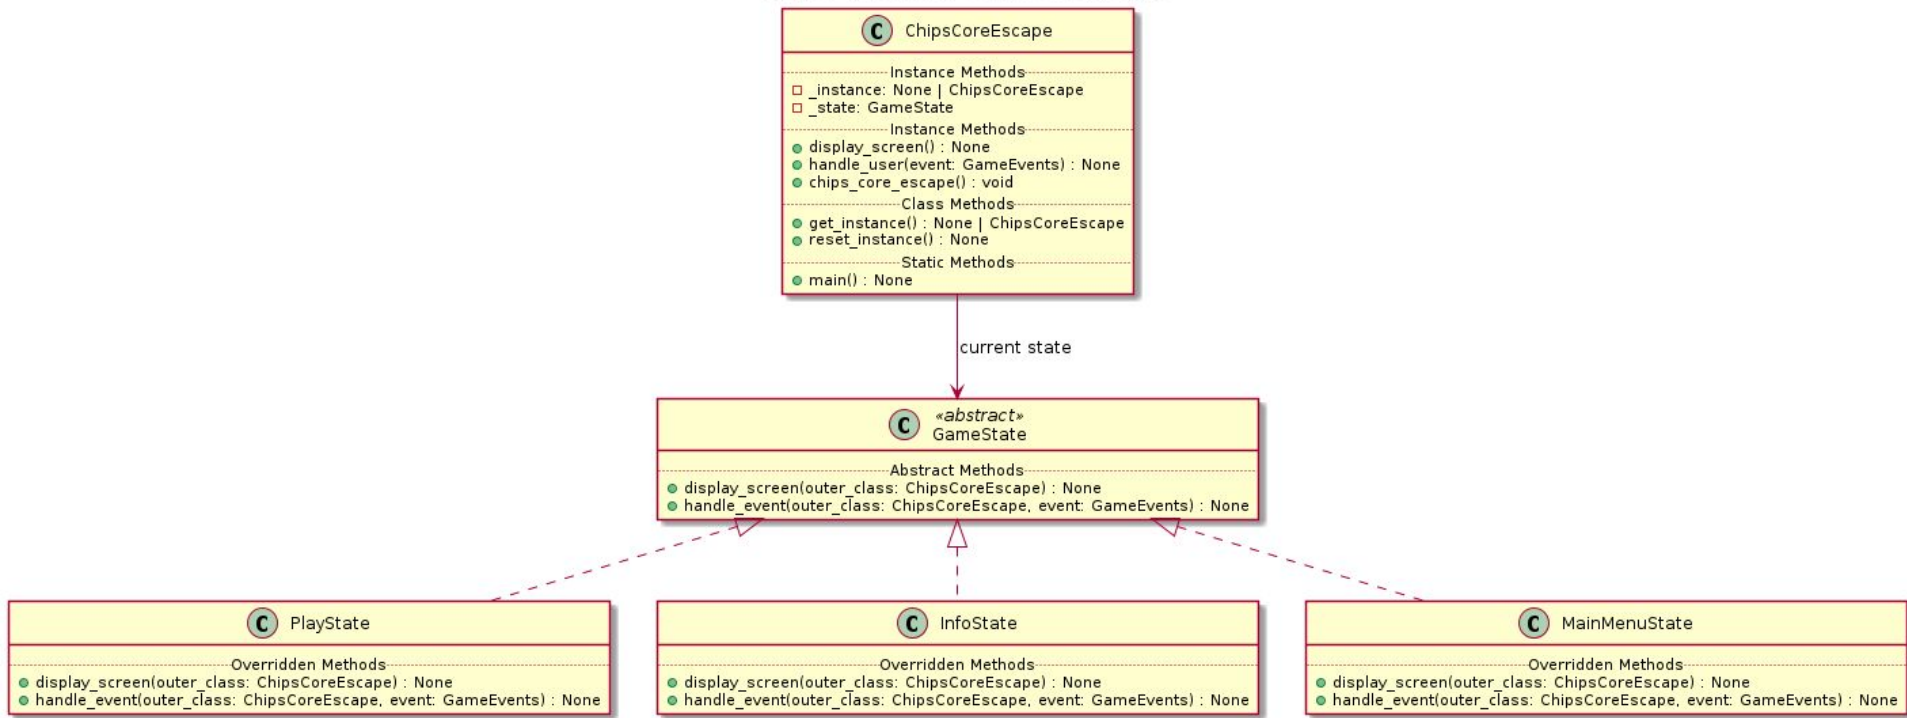 C ChipsCoreEscape
Instance Methods
_instance: None | ChipsCoreEscape
_state: GameState
Instance Methods
display_screen() : None
handle_user(event: GameEvents) : None
chips_core_escape() : void
Class Methods
get_instance() : None | ChipsCoreEscape
reset_instance() : None
Static Methods
main() : None
current state
C «abstract»
GameState
Abstract Methods
display_screen(outer_class: ChipsCoreEscape) : None
handle_event(outer_class: ChipsCoreEscape, event: GameEvents) : None
C PlayState
Overridden Methods
display_screen(outer_class: ChipsCoreEscape) : None
handle_event(outer_class: ChipsCoreEscape, event: GameEvents) : None
C InfoState
Overridden Methods
display_screen(outer_class: ChipsCoreEscape) : None
handle_event(outer_class: ChipsCoreEscape, event: GameEvents) : None
C MainMenuState
Overridden Methods
display_screen(outer_class: ChipsCoreEscape) : None
handle_event(outer_class: ChipsCoreEscape, event: GameEvents) : None